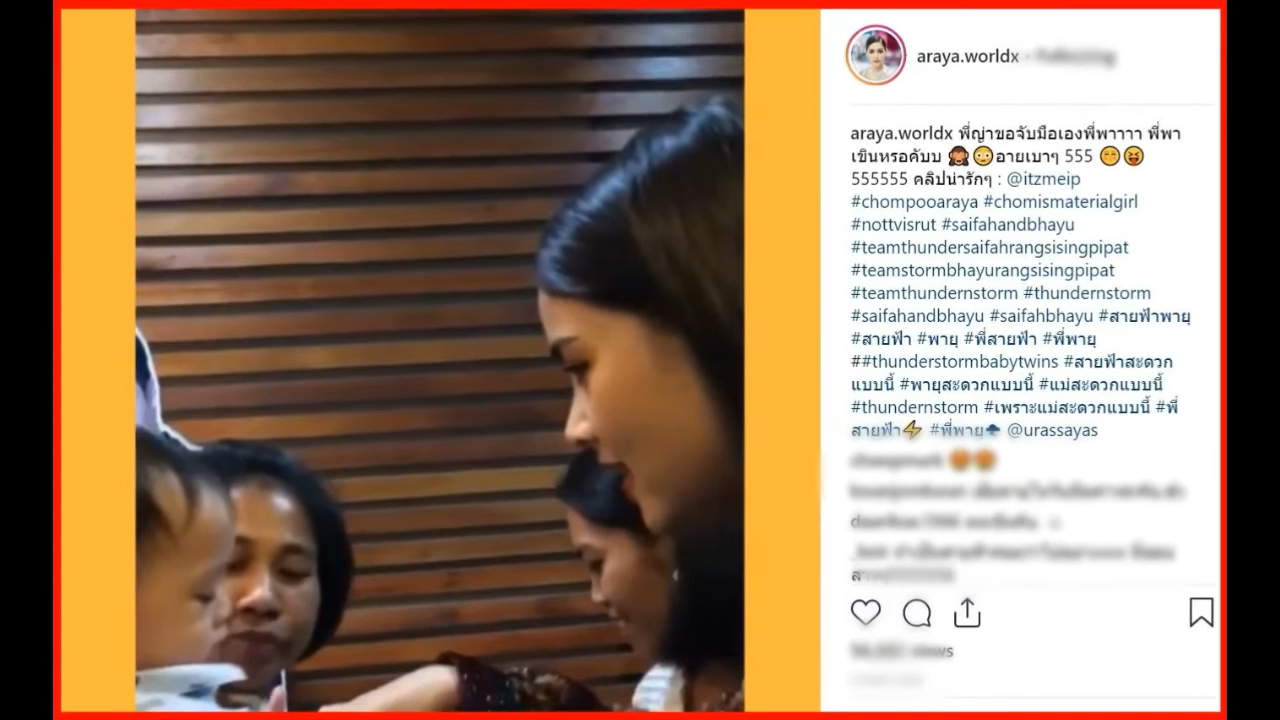 araya.worldx
araya.worldx พี่ญ่าขอจับมือเองพี่พาาาา พี่พา
เขินหรอคับบ 🙊😳อายเบาๆ 555 🤭😝
555555 คลิปน่ารักๆ : @itzmeip
#chompooaraya #chomismaterialgirl
#nottvisrut #saifahandbhayu
#teamthundersaifahrangsisingpipat
#teamstormbhayurangsisingpipat
#teamthundernstorm #thundernstorm
#saifahandbhayu #saifahbhayu #สายฟ้าพายุ
#สายฟ้า #พายุ #พี่สายฟ้า #พี่พายุ
##thunderstormbabytwins #สายฟ้าสะดวก
แบบนี้ #พายุสะดวกแบบนี้ #แม่สะดวกแบบนี้
#thundernstorm #เพราะแม่สะดวกแบบนี้ #พี่
สายฟ้า⚡ #พี่พายุ🌩 @urassayas
views